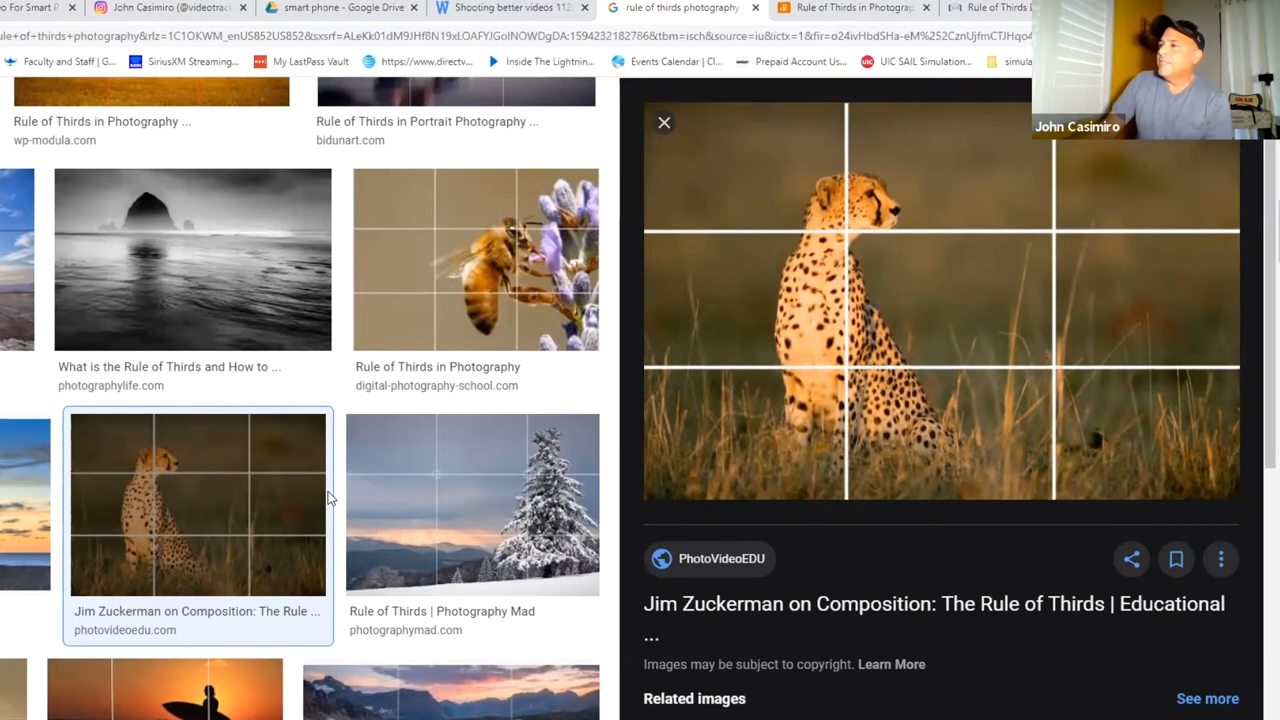 eo For Smart P
John Casimiro (@videotrack
smart phone - Google Drive
Shooting better videos 112
rule of thirds photography
Rule of Thirds in Photograp
Rule of Thirds
Faculty and Staff | G...
SiriusXM Streaming...
My LastPass Vault
https://www.directv...
Inside The Lightnin...
Events Calendar | Cl...
Prepaid Account Us...
UIC
UIC SAIL Simulation...
ON AIR
John Casimiro
Rule of Thirds in Photography ...
wp-modula.com
Rule of Thirds in Portrait Photography ...
bidunart.com
What is the Rule of Thirds and How to ...
photographylife.com
Rule of Thirds in Photography
digital-photography-school.com
Jim Zuckerman on Composition: The Rule ...
photovideoedu.com
Rule of Thirds | Photography Mad
photographymad.com
PhotoVideoEDU
Jim Zuckerman on Composition: The Rule of Thirds | Educational
...
Images may be subject to copyright. Learn More
Related images
See more